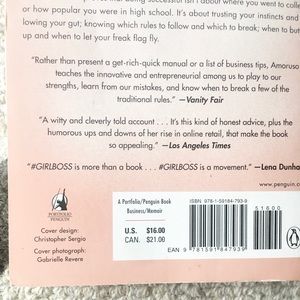 that being successful isn't about where you went to colle
or how popular you were in high school. It's about trusting your instincts and
lowing your gut; knowing which rules to follow and which to break; when to but
up and when to let your freak flag fly.
"Rather than present a get-rich-quick manual or a list of business tips, Amoruso
teaches the innovative and entrepreneurial among us to play to our
strengths, learn from our mistakes, and know when to break a few of the
traditional rules." —Vanity Fair
"A witty and cleverly told account . . . It's this kind of honest advice, plus the
humorous ups and downs of her rise in online retail, that make the book
so appealing." —Los Angeles Times
"#GIRLBOSS is more than a book . . . #GIRLBOSS is a movement." —Lena Dunha
www.penguin.c
PORTFOLIO
PENGUIN
Cover design:
Christopher Sergio
Cover photograph:
Gabrielle Revere
A Portfolio/Penguin Book
Business/Memoir
U.S. $16.00
CAN. $21.00
ISBN 978-1-59184-793-9
51600
EAN 9 781591 847939